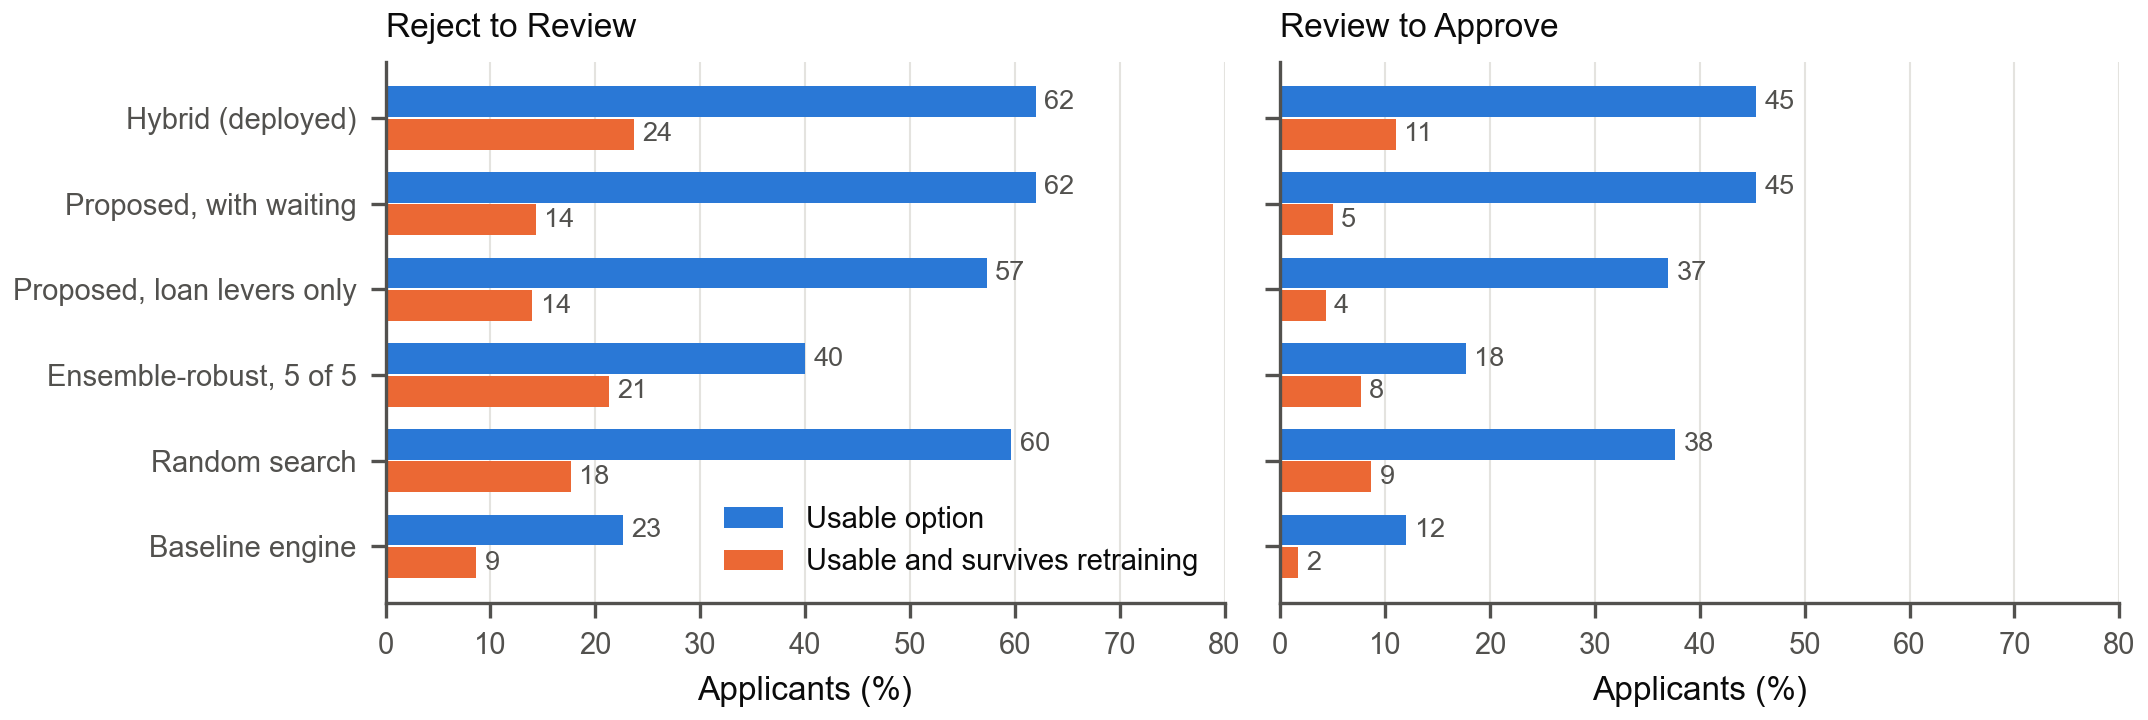 Reject to Review
Review to Approve
Hybrid (deployed)
62
24
45
11
Proposed, with waiting
62
14
45
5
Proposed, loan levers only
57
14
37
4
Ensemble-robust, 5 of 5
40
21
18
8
Random search
60
18
38
9
Baseline engine
23
9
12
2
Usable option
Usable and survives retraining
0 10 20 30 40 50 60 70 80
0 10 20 30 40 50 60 70 80
Applicants (%)
Applicants (%)